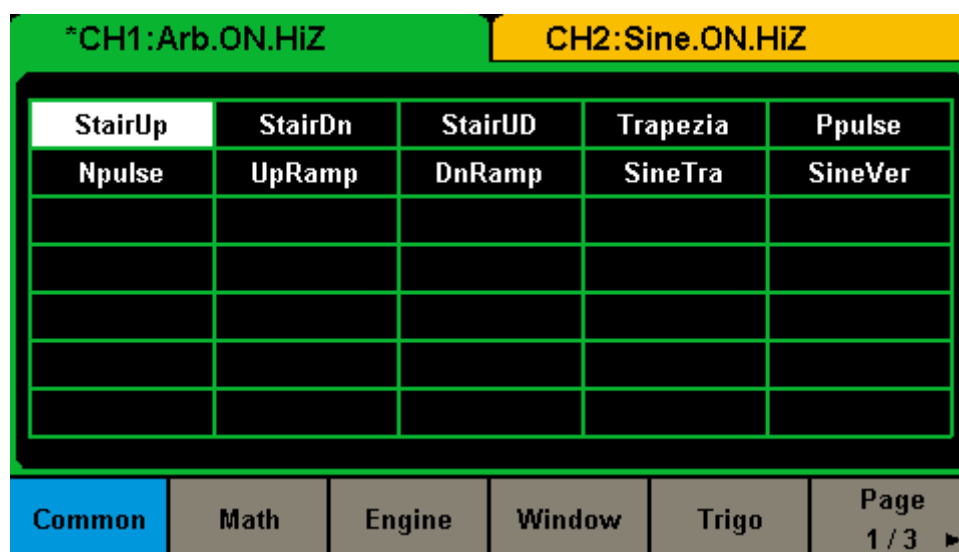 *CH1:Arb.ON.HiZ CH2:Sine.ON.HiZ
StairUp StairDn StairUD Trapezia Ppulse
Npulse UpRamp DnRamp SineTra SineVer
Common Math Engine Window Trigo Page
1/3 ►